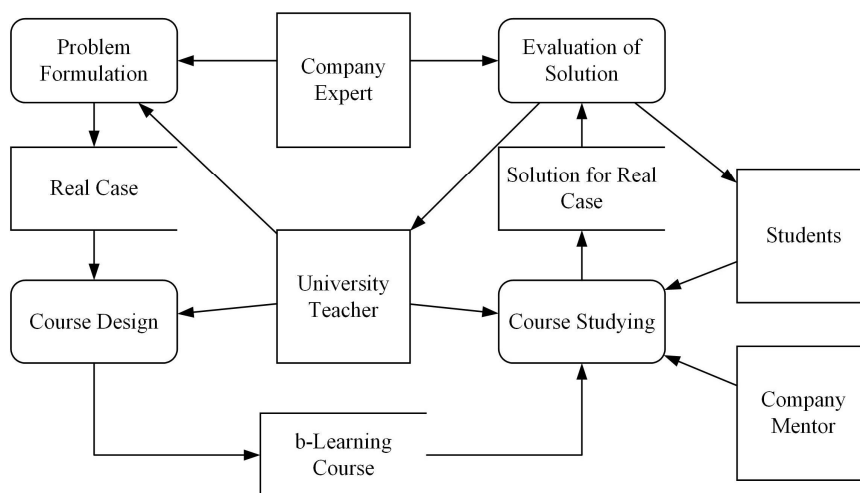 Problem
Formulation
Company
Expert
Evaluation of
Solution
Real Case
Solution for Real
Case
Students
University
Teacher
Course Design
Course Studying
Company
Mentor
b-Learning
Course